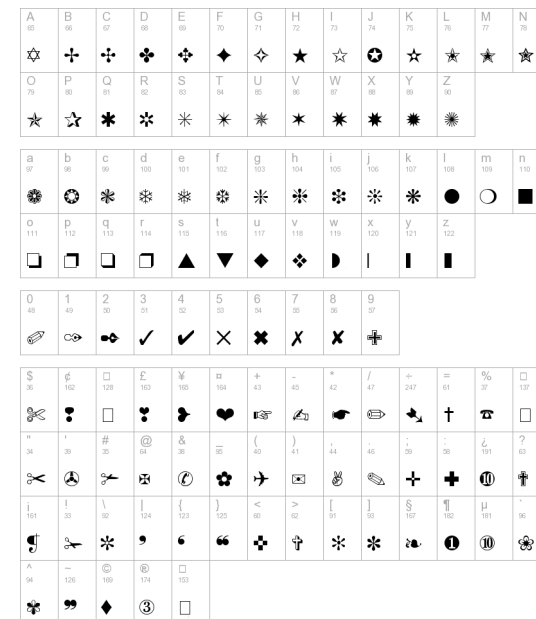 A B C D E F G H I J K L M N
65 66 67 68 69 70 71 72 73 74 75 76 77 78
✡ ✢ ✣ ✤ ✥ ✦ ✧ ★ ✩ ✪ ✫ ✬ ✭ ✮
O P Q R S T U V W X Y Z
79 80 81 82 83 84 85 86 87 88 89 90
✯ ✰ ✱ ✲ ✳ ✴ ✵ ✶ ✷ ✸ ✹ ✺
a b c d e f g h i j k l m n
97 98 99 100 101 102 103 104 105 106 107 108 109 110
❁ ❂ ❃ ❄ ❅ ❆ ❇ ❈ ❉ ❊ ❋ ● ❍ ■
o p q r s t u v w x y z
111 112 113 114 115 116 117 118 119 120 121 122
❏ ❐ ❑ ❒ ▲ ▼ ◆ ❖ ◗ ❘ ❙ ❚
0 1 2 3 4 5 6 7 8 9
48 49 50 51 52 53 54 55 56 57
✐ ✑ ✒ ✓ ✔ ✕ ✖ ✗ ✘ ✙
$ ¢ □ £ ¥ ¤ + - * / ÷ = % □
36 162 128 163 165 164 43 45 42 47 247 61 37 137
✄ ❢ □ ❣ ❥ ❤ ☞ ✍ ☛ ✏ ➷ † ☎ □
" ' # @ & _ ( ) , . ; : ¿ ?
34 39 35 64 38 95 40 41 44 46 59 58 191 63
✂ ✇ ✃ ✠ ✆ ✿ ✈ ✉ ✌ ✎ ✛ ✚ ❿ ✟
¡ ! \ | { } < > [ ] § ¶ µ `
161 33 92 124 123 125 60 62 91 93 167 182 181 96
❡ ✁ ✼ ❜ ❛ ❝ ✜ ✞ ✻ ✽ ❧ ❶ ❿ ❀
^ ~ © ® □
94 126 169 174 153
✾ ❞ ♦ ③ □